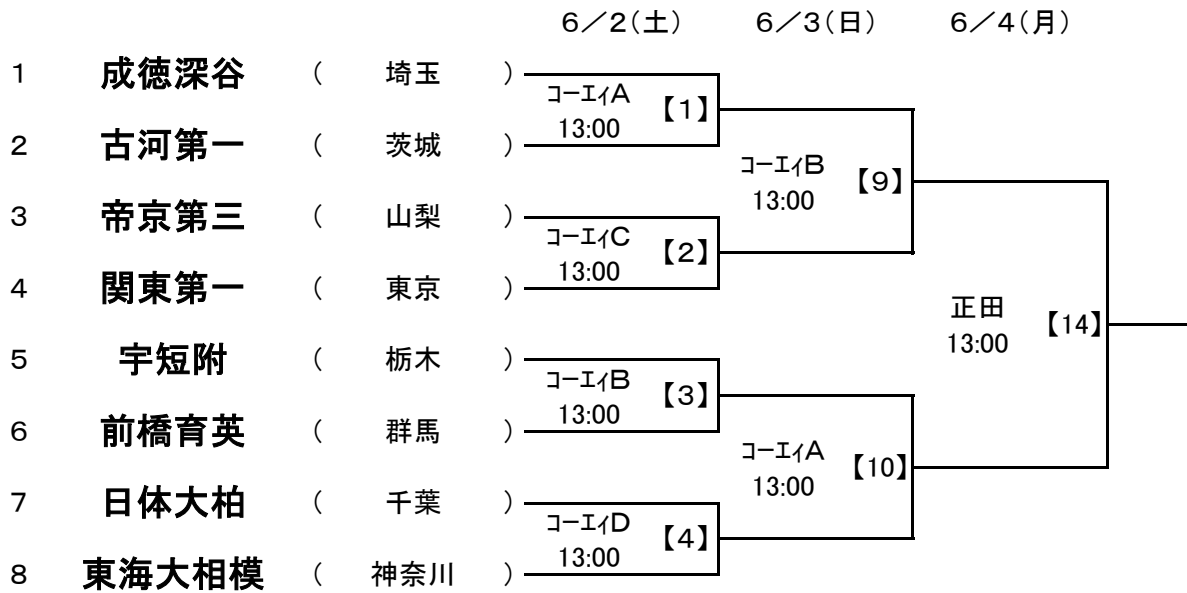 6/2(土) 6/3(日) 6/4(月)
1 成徳深谷 ( 埼玉 )
ｺｰｴｨA 【1】
13:00
2 古河第一 ( 茨城 )
ｺｰｴｨB 【9】
13:00
3 帝京第三 ( 山梨 )
ｺｰｴｨC 【2】
13:00
4 関東第一 ( 東京 )
正田 【14】
13:00
5 宇短附 ( 栃木 )
ｺｰｴｨB 【3】
13:00
6 前橋育英 ( 群馬 )
ｺｰｴｨA 【10】
13:00
7 日体大柏 ( 千葉 )
ｺｰｴｨD 【4】
13:00
8 東海大相模 ( 神奈川 )